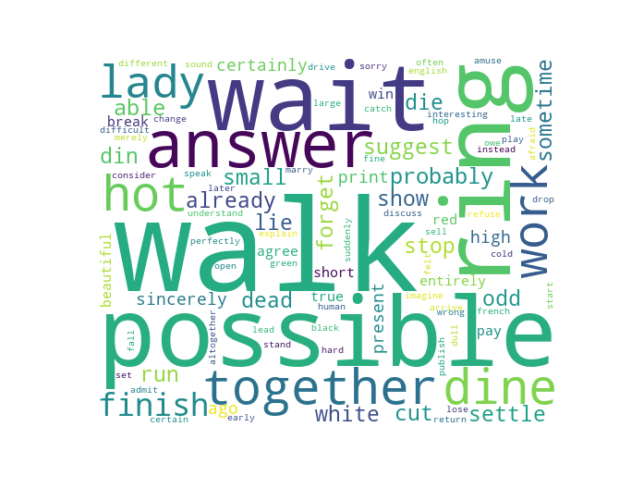 different sound drive sorry often english amuse
lady certainly large catch win interesting hop
able wait die ring late
break change owe play
difficult answer instead afraid sometime
merely din suggest fine
consider speak small marry print probably work drop
hot later already forget show refuse
understand lie discuss red high
beautiful perfectly explain agree suddenly sell stop cold
walk
open green short true entirely felt
sincerely dead human present imagine odd start
possible
fall altogether lead black arrive wrong french pay
stand hard publish dull
set run together dine
admit
finish ago white cut lose settle
certain early return